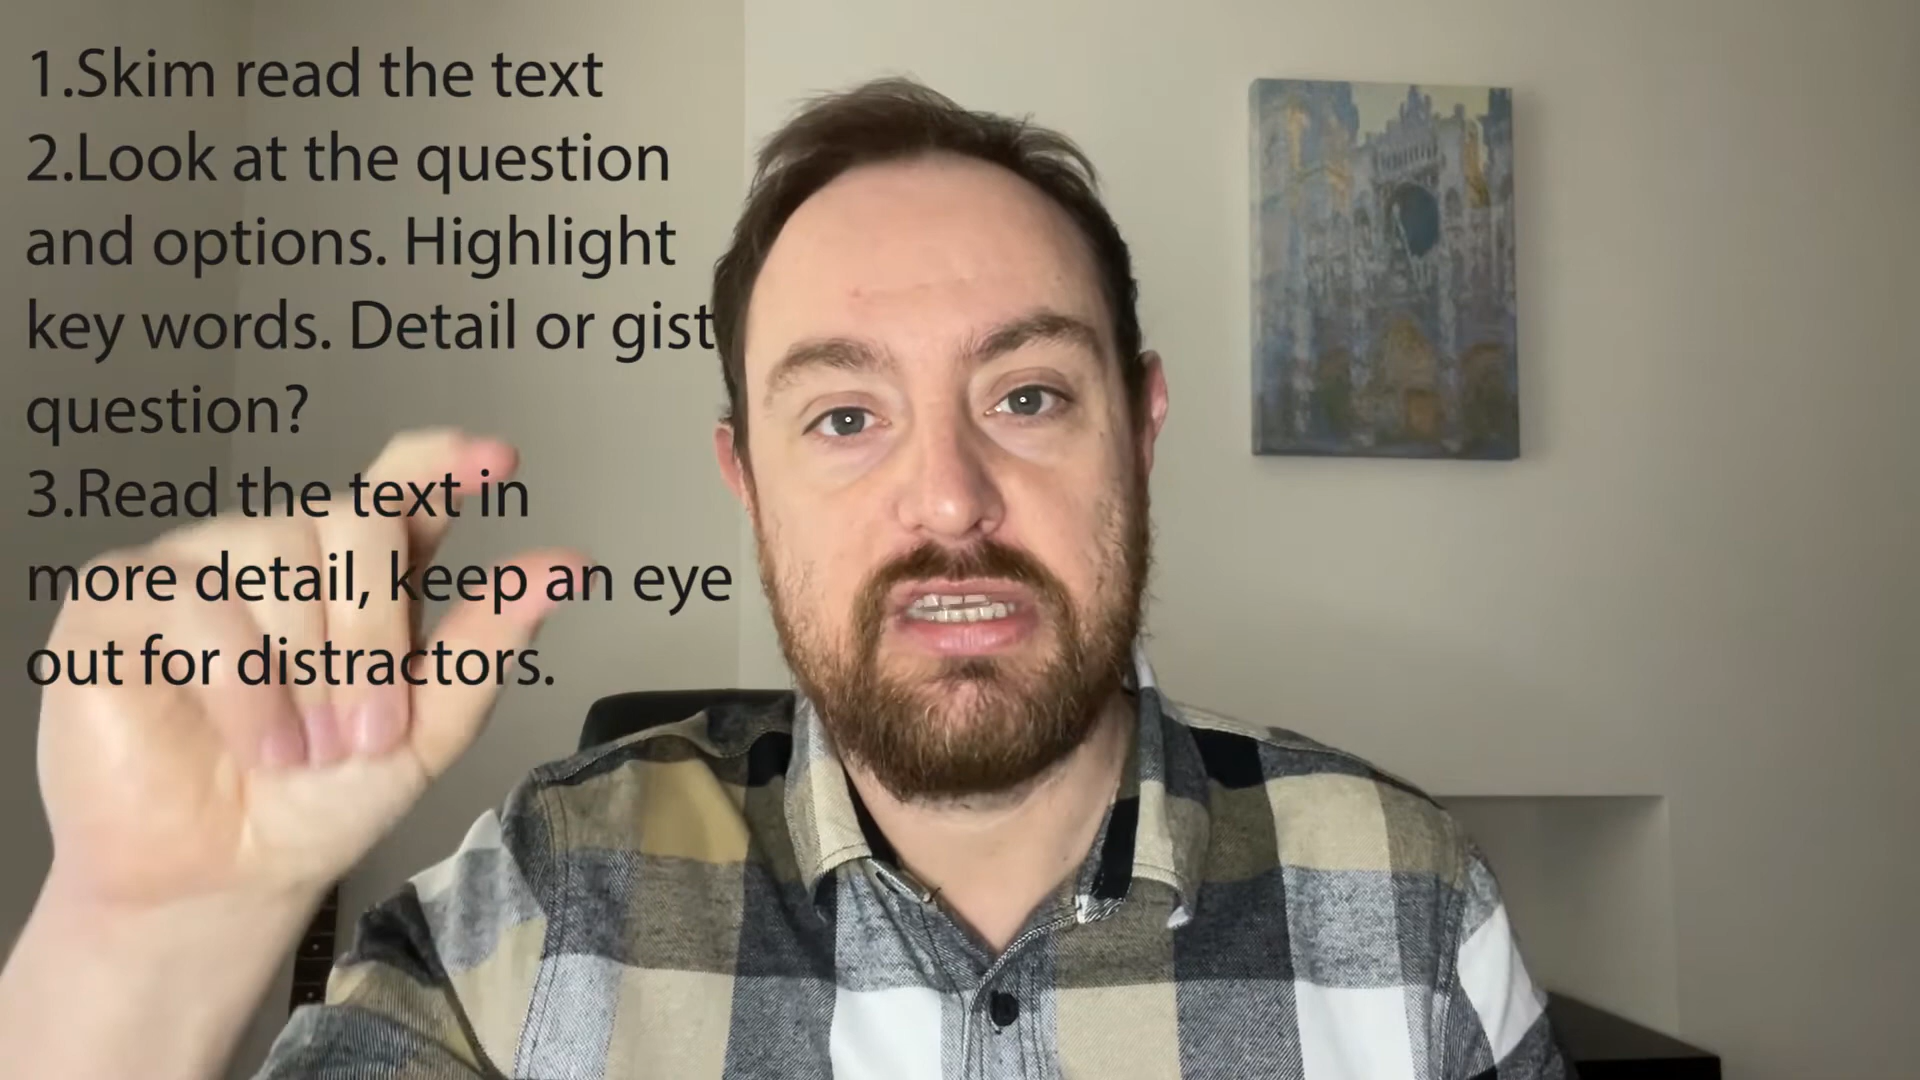 1.Skim read the text
2.Look at the question
and options. Highlight
key words. Detail or gist
question?
3.Read the text in
more detail, keep an eye
out for distractors.